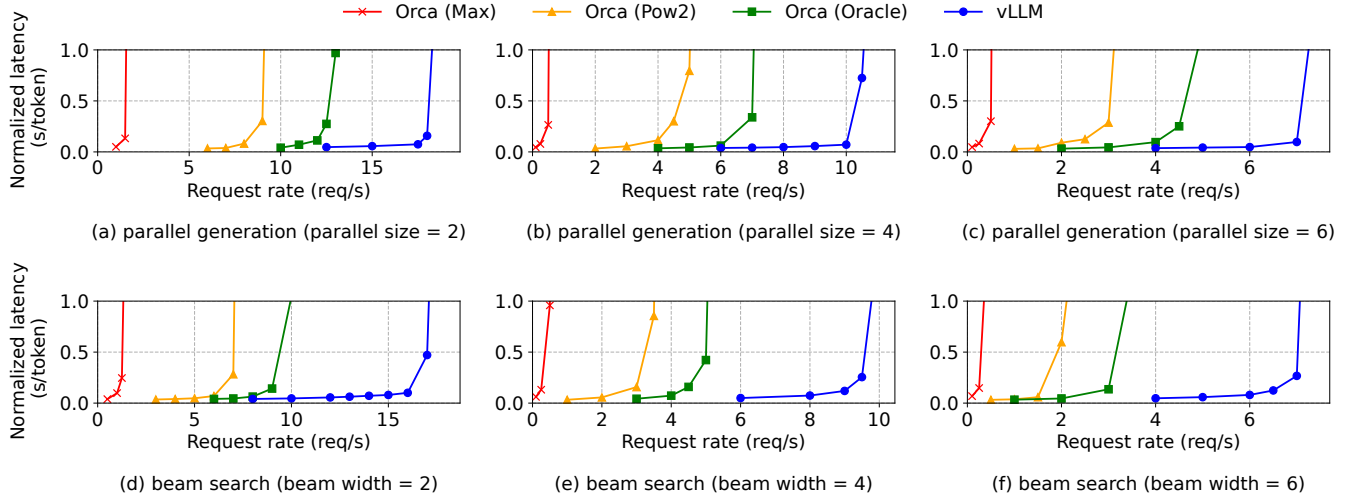 Orca (Max) Orca (Pow2) Orca (Oracle) vLLM
Normalized latency
(s/token)
1.0
0.5
0.0
0 5 10 15
Request rate (req/s)
(a) parallel generation (parallel size = 2)
1.0
0.5
0.0
0 2 4 6 8 10
Request rate (req/s)
(b) parallel generation (parallel size = 4)
1.0
0.5
0.0
0 2 4 6
Request rate (req/s)
(c) parallel generation (parallel size = 6)
Normalized latency
(s/token)
1.0
0.5
0.0
0 5 10 15
Request rate (req/s)
(d) beam search (beam width = 2)
1.0
0.5
0.0
0 2 4 6 8 10
Request rate (req/s)
(e) beam search (beam width = 4)
1.0
0.5
0.0
0 2 4 6
Request rate (req/s)
(f) beam search (beam width = 6)